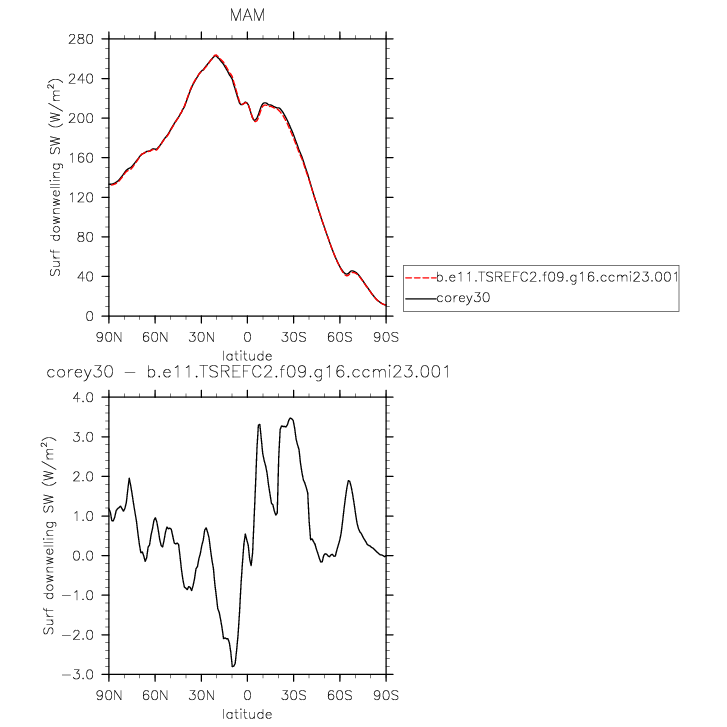 MAM
280
240
200
160
120
80
40
0
Surf downwelling SW (W/m²)
90N 60N 30N 0 30S 60S 90S
latitude
b.e11.TSREFC2.f09.g16.ccmi23.001
corey30
corey30 − b.e11.TSREFC2.f09.g16.ccmi23.001
4.0
3.0
2.0
1.0
0.0
−1.0
−2.0
−3.0
Surf downwelling SW (W/m²)
90N 60N 30N 0 30S 60S 90S
latitude